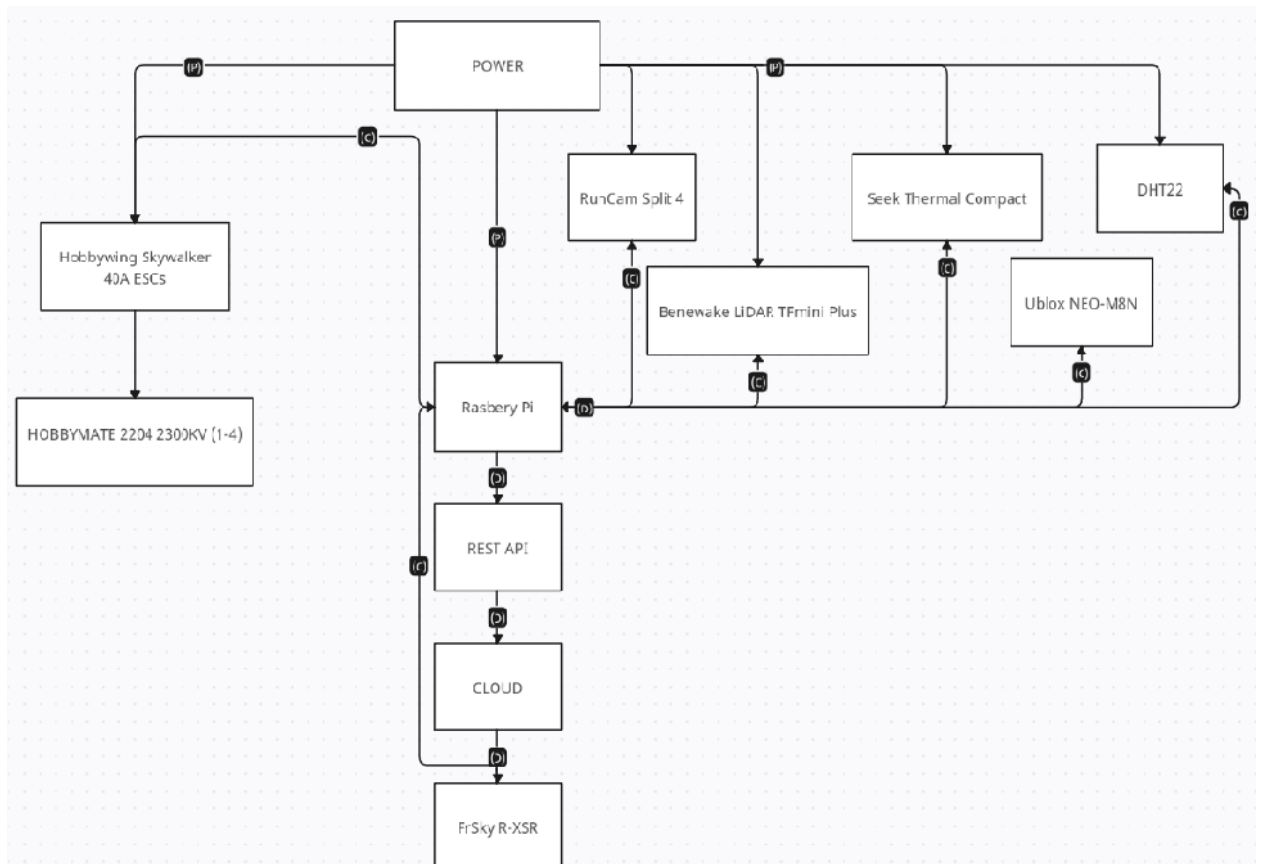 POWER
(P)
(P)
(C)
RunCam Split 4
Seek Thermal Compact
DHT22
(C)
Hobbywing Skywalker
40A ESCs
(P)
(C)
(C)
Benewake LiDAR TFmini Plus
Ublox NEO-M8N
(C)
(C)
HOBBYMATE 2204 2300KV (1-4)
Rasbery Pi
(D)
(D)
REST API
(C)
(D)
CLOUD
(D)
FrSky R-XSR